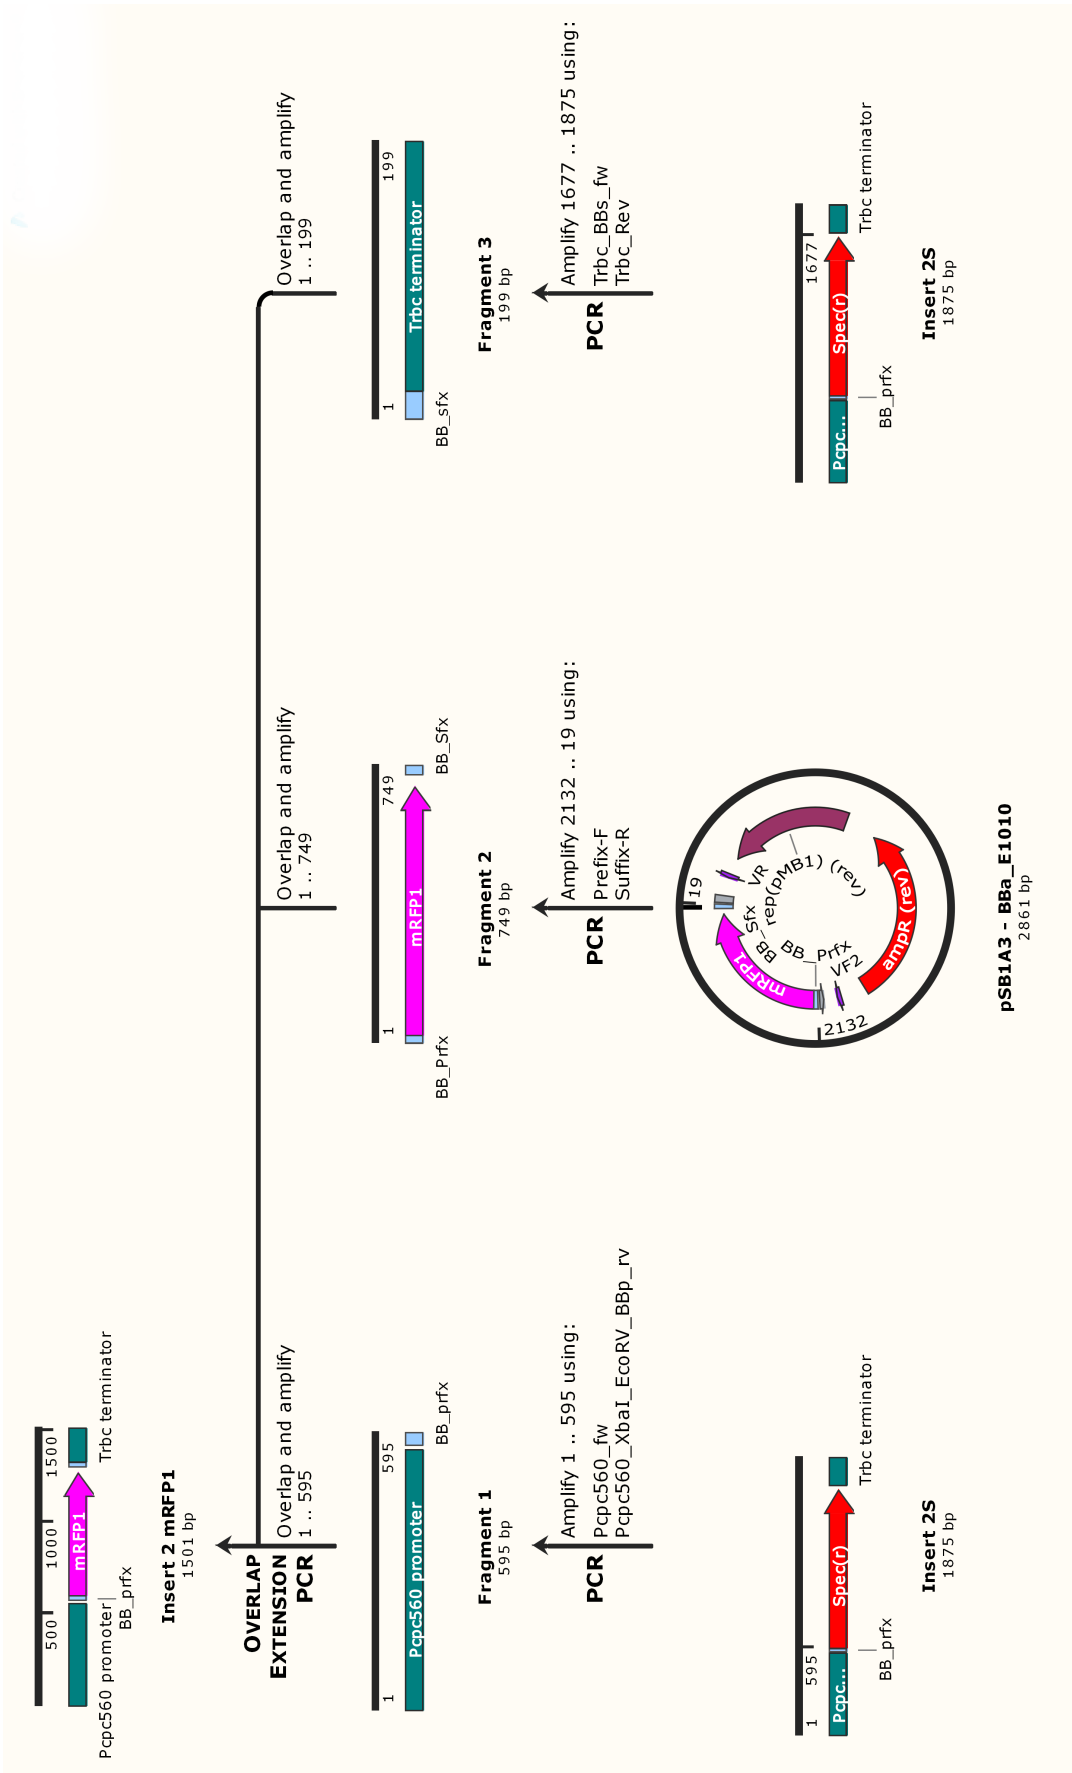 500
1000
1500
mRFP1
Pcpc560 promoter
BB_prfx
Trbc terminator
Insert 2 mRFP1
1501 bp
OVERLAP
EXTENSION
PCR
Overlap and amplify
1 .. 595
Overlap and amplify
1 .. 749
Overlap and amplify
1 .. 199
1
595
Pcpc560 promoter
BB_prfx
Fragment 1
595 bp
1
749
mRFP1
BB_Prfx
BB_Sfx
Fragment 2
749 bp
1
199
Trbc terminator
BB_sfx
Fragment 3
199 bp
PCR
Amplify 1 .. 595 using:
Pcpc560_fw
Pcpc560_XbaI_EcoRV_BBp_rv
PCR
Amplify 2132 .. 19 using:
Prefix-F
Suffix-R
PCR
Amplify 1677 .. 1875 using:
Trbc_BBs_fw
Trbc_Rev
1
595
Pcpc...
Spec(r)
BB_prfx
Trbc terminator
Insert 2S
1875 bp
19
2132
mRFP1
BB_Sfx
VR
rep(pMB1) (rev)
BB_Prfx
VF2
ampR (rev)
pSB1A3 - BBa_E1010
2861 bp
1677
Pcpc...
Spec(r)
BB_prfx
Trbc terminator
Insert 2S
1875 bp